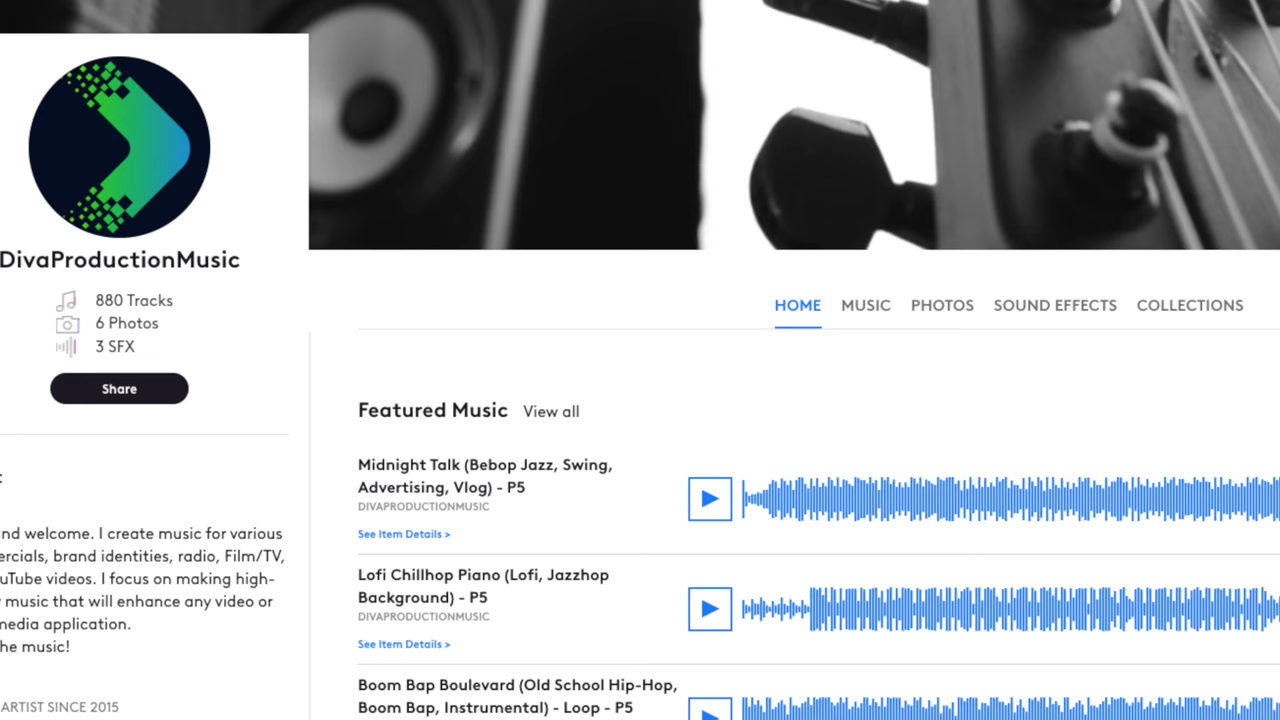 DivaProductionMusic
880 Tracks
6 Photos
3 SFX
Share
and welcome. I create music for various
ercials, brand identities, radio, Film/TV,
uTube videos. I focus on making high-
music that will enhance any video or
media application.
he music!
ARTIST SINCE 2015
HOME MUSIC PHOTOS SOUND EFFECTS COLLECTIONS
Featured Music View all
Midnight Talk (Bebop Jazz, Swing,
Advertising, Vlog) - P5
DIVAPRODUCTIONMUSIC
See Item Details >
Lofi Chillhop Piano (Lofi, Jazzhop
Background) - P5
DIVAPRODUCTIONMUSIC
See Item Details >
Boom Bap Boulevard (Old School Hip-Hop,
Boom Bap, Instrumental) - Loop - P5